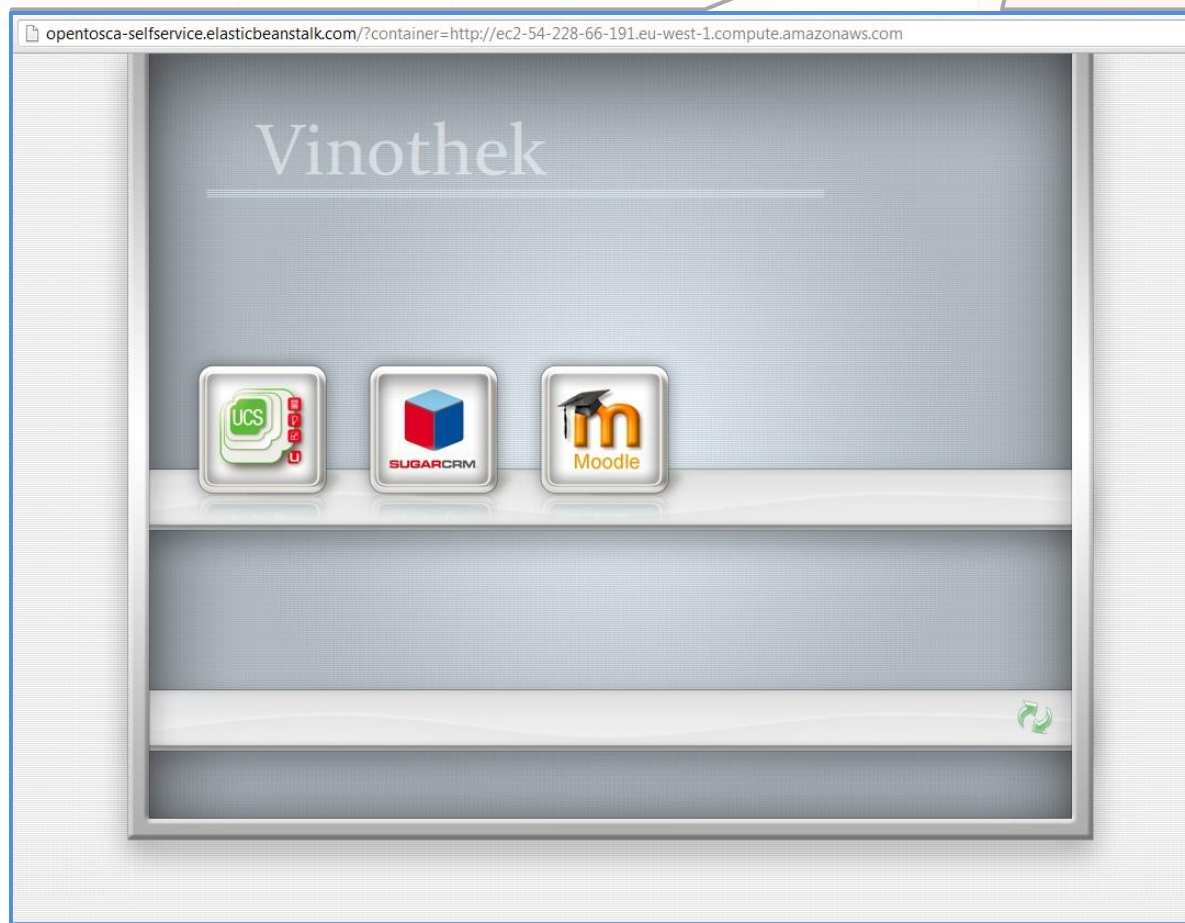 opentosca-selfservice.elasticbeanstalk.com/?container=http://ec2-54-228-66-191.eu-west-1.compute.amazonaws.com
Vinothek
UCS
SUGARCRM
m
Moodle